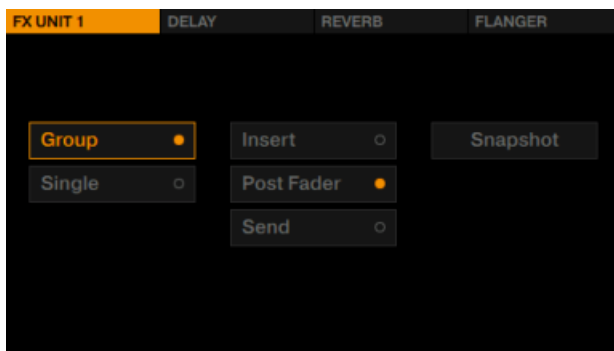 FX UNIT 1 DELAY REVERB FLANGER
Group Insert Snapshot
Single Post Fader
Send